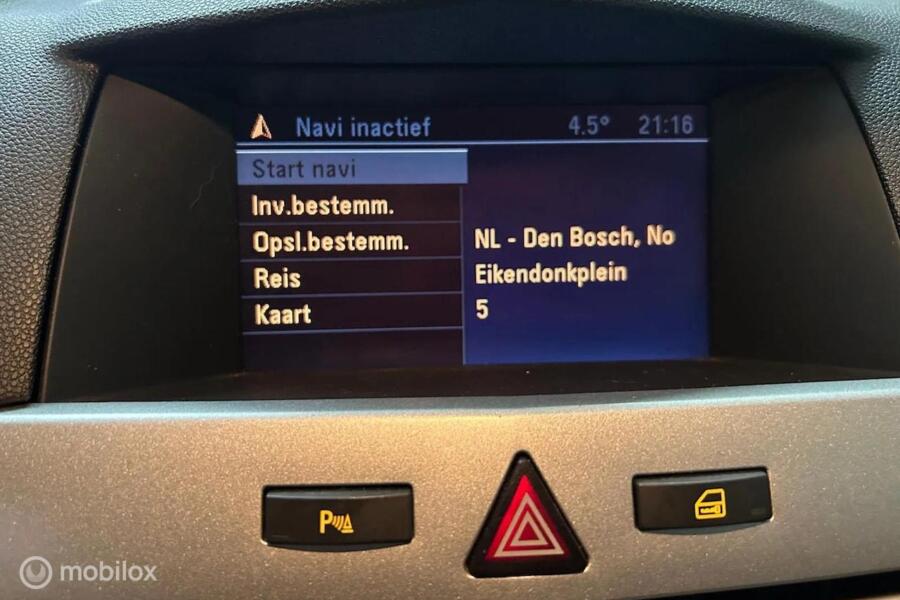 Navi inactief 4.5° 21:16
Start navi
Inv.bestemm.
Opsl.bestemm.
Reis
Kaart
NL - Den Bosch, No
Eikendonkplein
5
P
mobilox